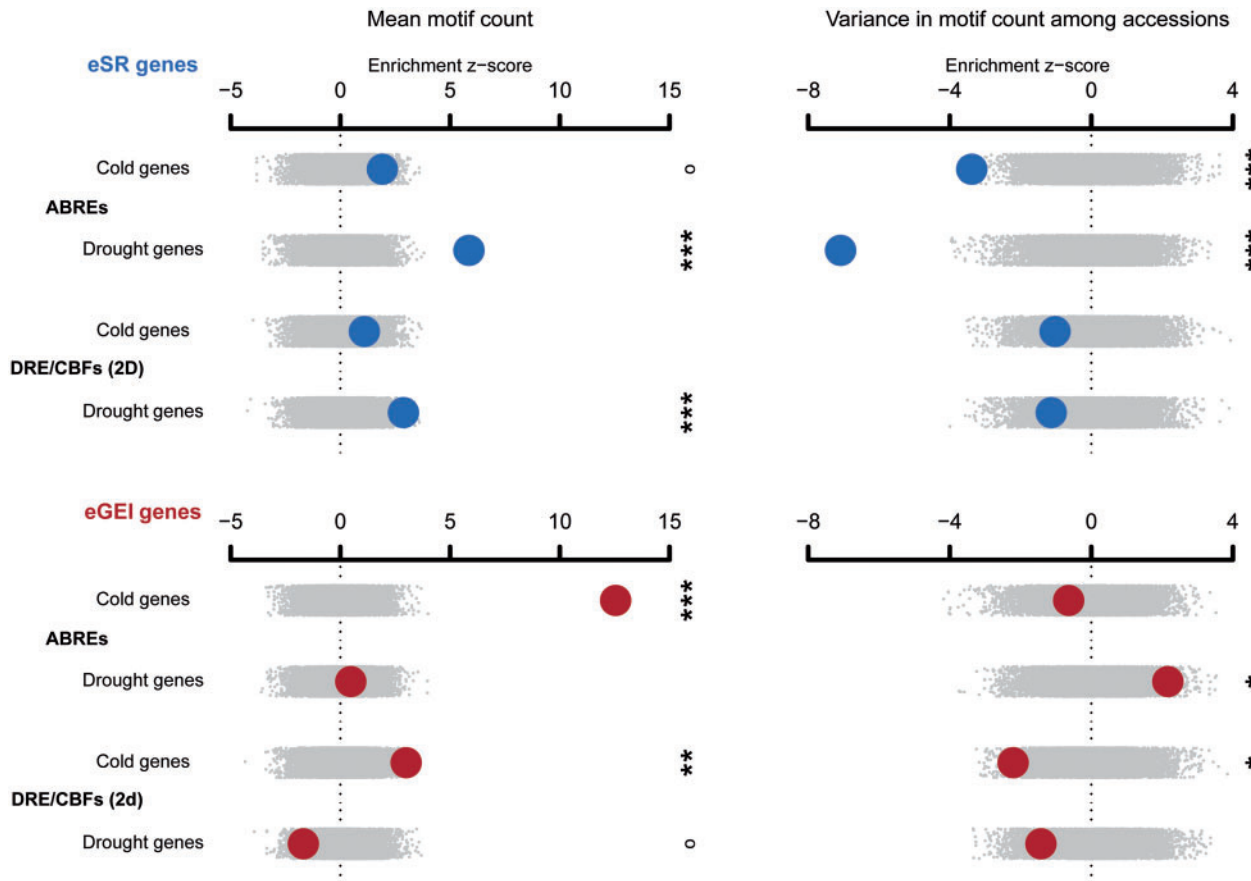 Mean motif count Variance in motif count among accessions
eSR genes Enrichment z−score Enrichment z−score
−5 0 5 10 15 −8 −4 0 4
Cold genes o ***
ABREs
Drought genes *** ***
Cold genes
DRE/CBFs (2D)
Drought genes ***
eGEI genes
−5 0 5 10 15 −8 −4 0 4
Cold genes ***
ABREs
Drought genes *
Cold genes ** *
DRE/CBFs (2d)
Drought genes o